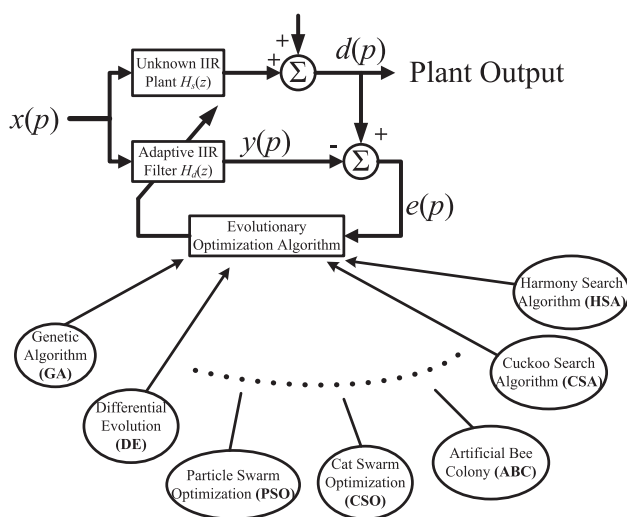 +
+
Σ
d(p)
Plant Output
Unknown IIR
Plant Hs(z)
x(p)
Adaptive IIR
Filter Hd(z)
y(p)
-
+
Σ
e(p)
Evolutionary
Optimization Algorithm
Harmony Search
Algorithm (HSA)
Genetic
Algorithm
(GA)
Cuckoo Search
Algorithm (CSA)
Differential
Evolution
(DE)
Artificial Bee
Colony (ABC)
Particle Swarm
Optimization (PSO)
Cat Swarm
Optimization
(CSO)